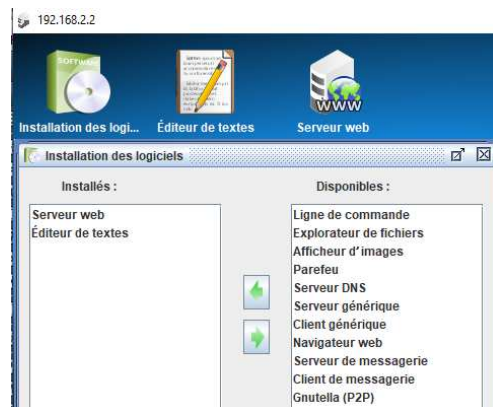 192.168.2.2
SOFTWARE
WWW
Installation des logi... Éditeur de textes Serveur web
Installation des logiciels
Installés :
Serveur web
Éditeur de textes
Disponibles :
Ligne de commande
Explorateur de fichiers
Afficheur d'images
Parefeu
Serveur DNS
Serveur générique
Client générique
Navigateur web
Serveur de messagerie
Client de messagerie
Gnutella (P2P)